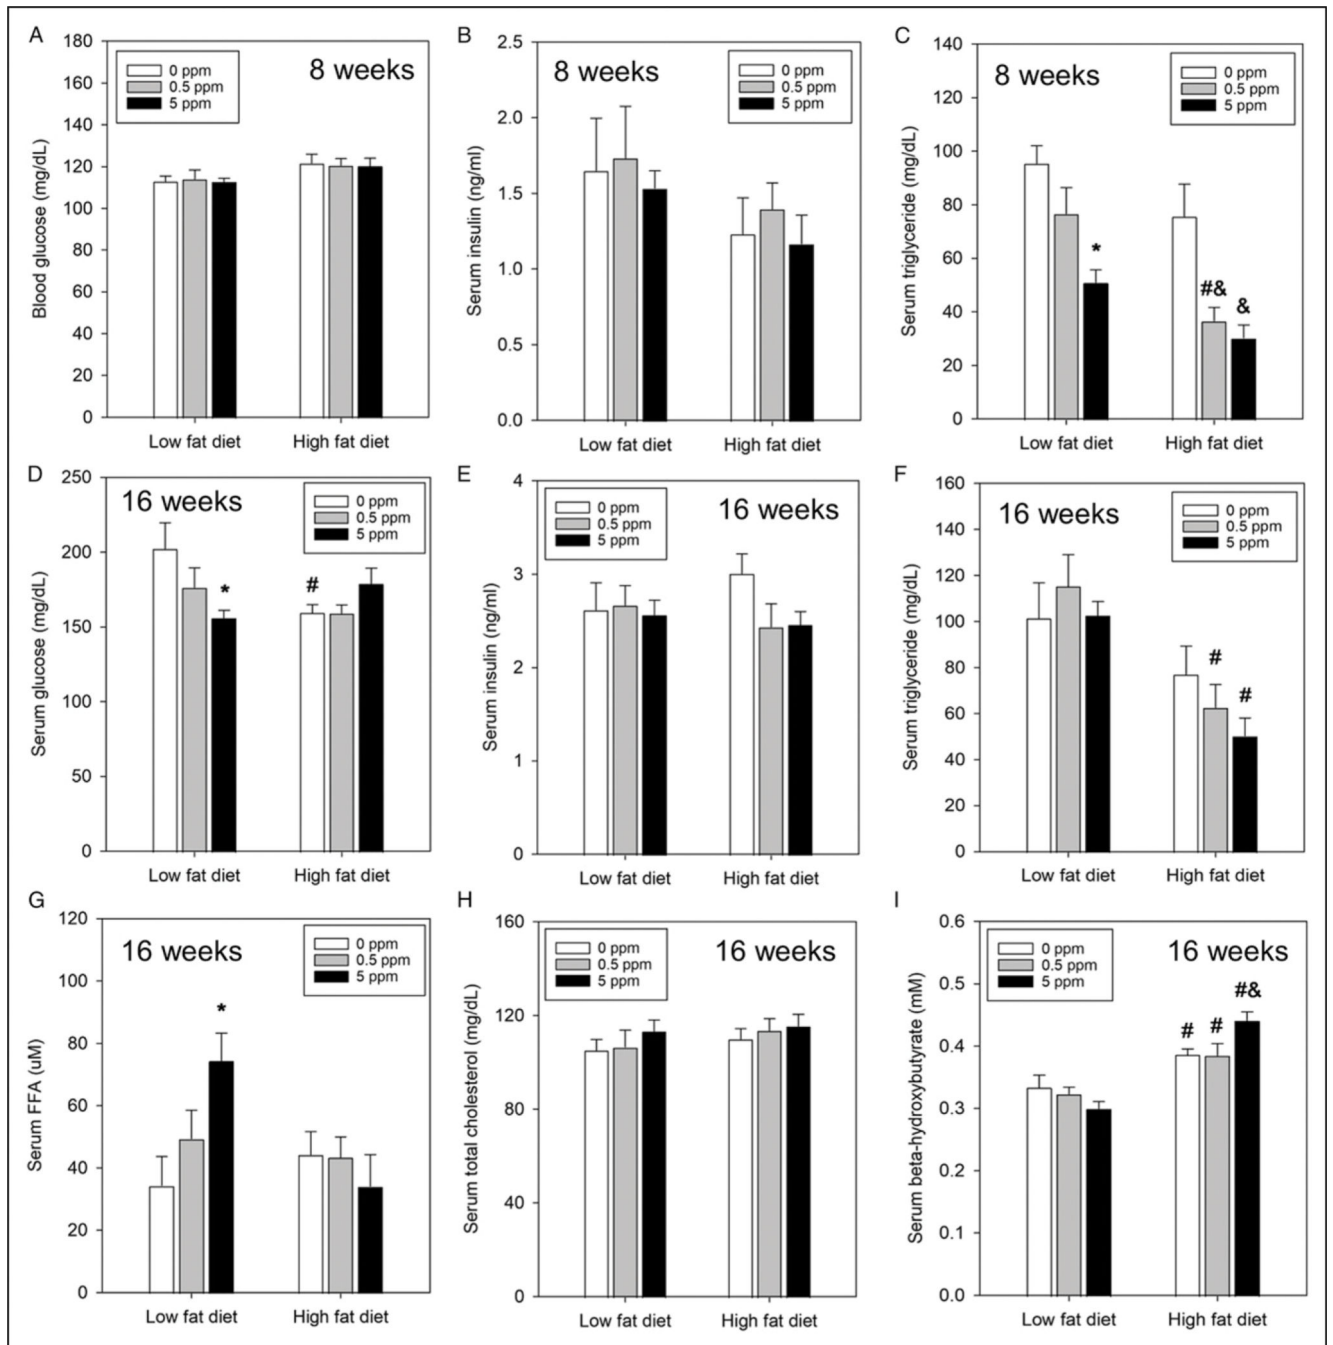 A
180
160
140
120
100
80
60
40
20
0
Blood glucose (mg/dL)
0 ppm
0.5 ppm
5 ppm
8 weeks
Low fat diet
High fat diet
B
2.5
2.0
1.5
1.0
0.5
0.0
Serum insulin (ng/ml)
8 weeks
0 ppm
0.5 ppm
5 ppm
Low fat diet
High fat diet
C
140
120
100
80
60
40
20
0
Serum triglyceride (mg/dL)
8 weeks
0 ppm
0.5 ppm
5 ppm
*
#&
&
Low fat diet
High fat diet
D
250
200
150
100
50
0
Serum glucose (mg/dL)
16 weeks
0 ppm
0.5 ppm
5 ppm
*
#
Low fat diet
High fat diet
E
4
3
2
1
0
Serum insulin (ng/ml)
0 ppm
0.5 ppm
5 ppm
16 weeks
Low fat diet
High fat diet
F
160
140
120
100
80
60
40
20
0
Serum triglyceride (mg/dL)
16 weeks
0 ppm
0.5 ppm
5 ppm
#
#
Low fat diet
High fat diet
G
120
100
80
60
40
20
0
Serum FFA (uM)
16 weeks
0 ppm
0.5 ppm
5 ppm
*
Low fat diet
High fat diet
H
160
120
80
40
0
Serum total cholesterol (mg/dL)
0 ppm
0.5 ppm
5 ppm
16 weeks
Low fat diet
High fat diet
I
0.6
0.5
0.4
0.3
0.2
0.1
0.0
Serum beta-hydroxybutyrate (mM)
0 ppm
0.5 ppm
5 ppm
16 weeks
#
#
#&
Low fat diet
High fat diet